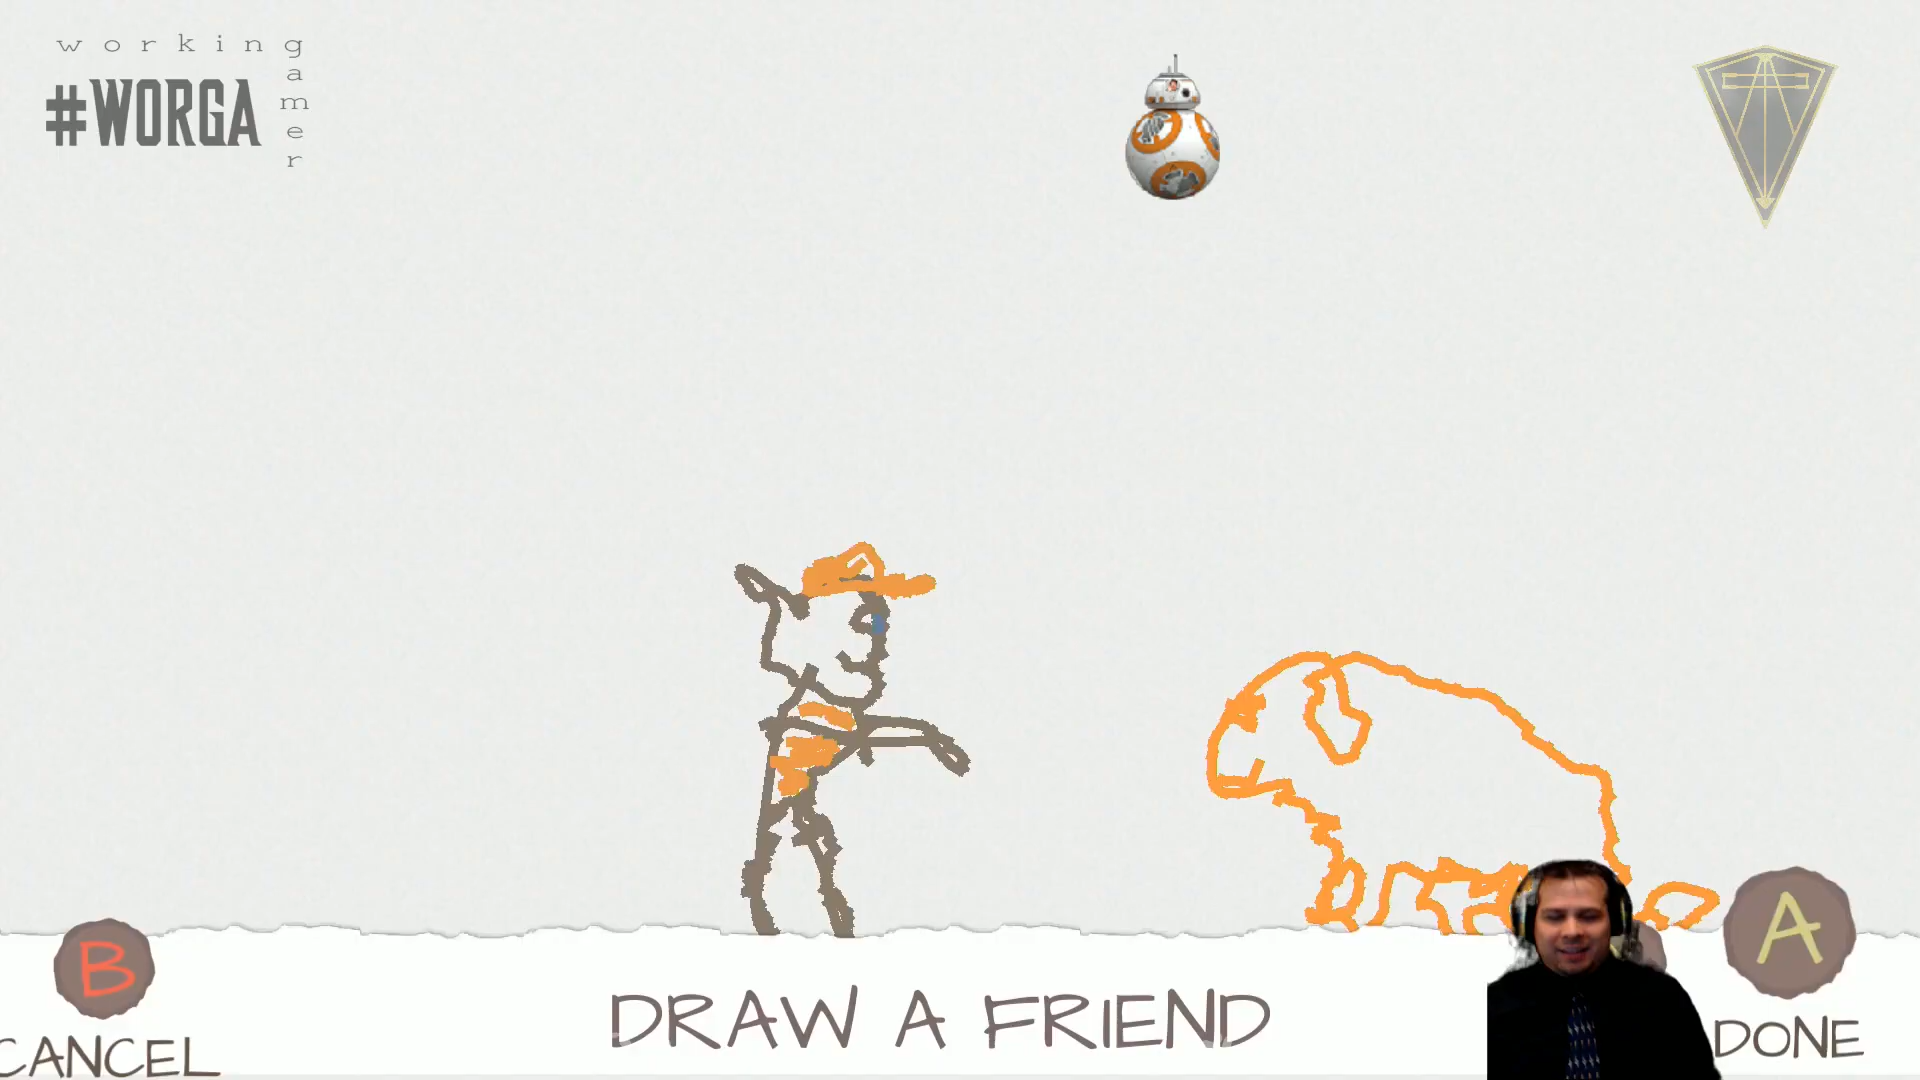 working
gamer
#WORGA
B
CANCEL
DRAW A FRIEND
A
DONE